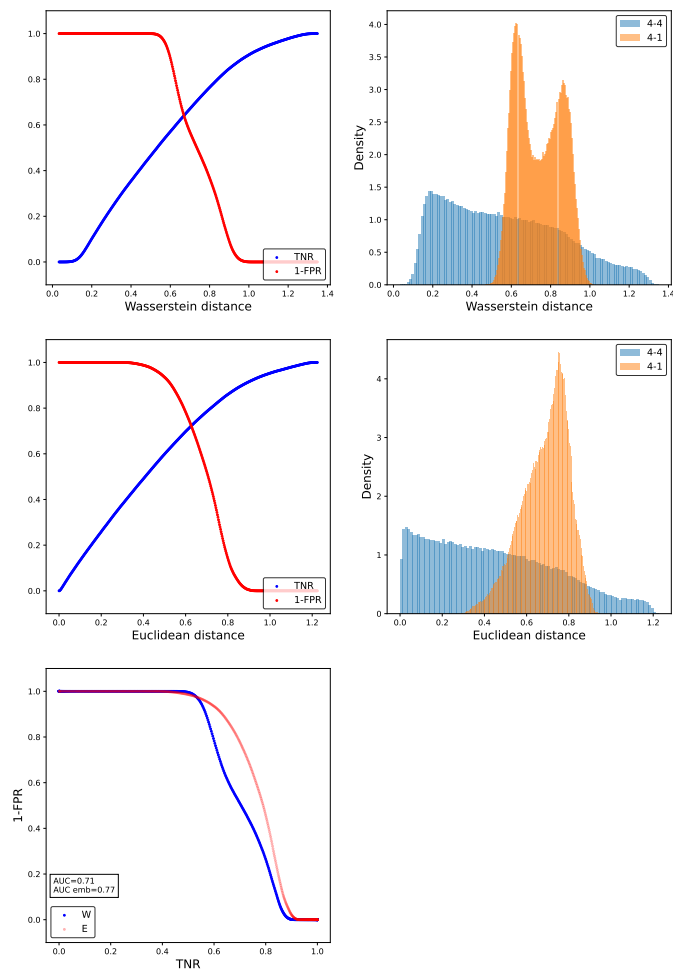 1.0
0.8
0.6
0.4
0.2
0.0
0.0 0.2 0.4 0.6 0.8 1.0 1.2 1.4
Wasserstein distance
TNR
1-FPR
4.0
3.5
3.0
2.5
2.0
1.5
1.0
0.5
0.0
Density
0.0 0.2 0.4 0.6 0.8 1.0 1.2 1.4
Wasserstein distance
4-4
4-1
1.0
0.8
0.6
0.4
0.2
0.0
0.0 0.2 0.4 0.6 0.8 1.0 1.2
Euclidean distance
TNR
1-FPR
4
3
2
1
0
Density
0.0 0.2 0.4 0.6 0.8 1.0 1.2
Euclidean distance
4-4
4-1
1.0
0.8
0.6
0.4
0.2
0.0
1-FPR
AUC=0.71
AUC emb=0.77
W
E
0.0 0.2 0.4 0.6 0.8 1.0
TNR